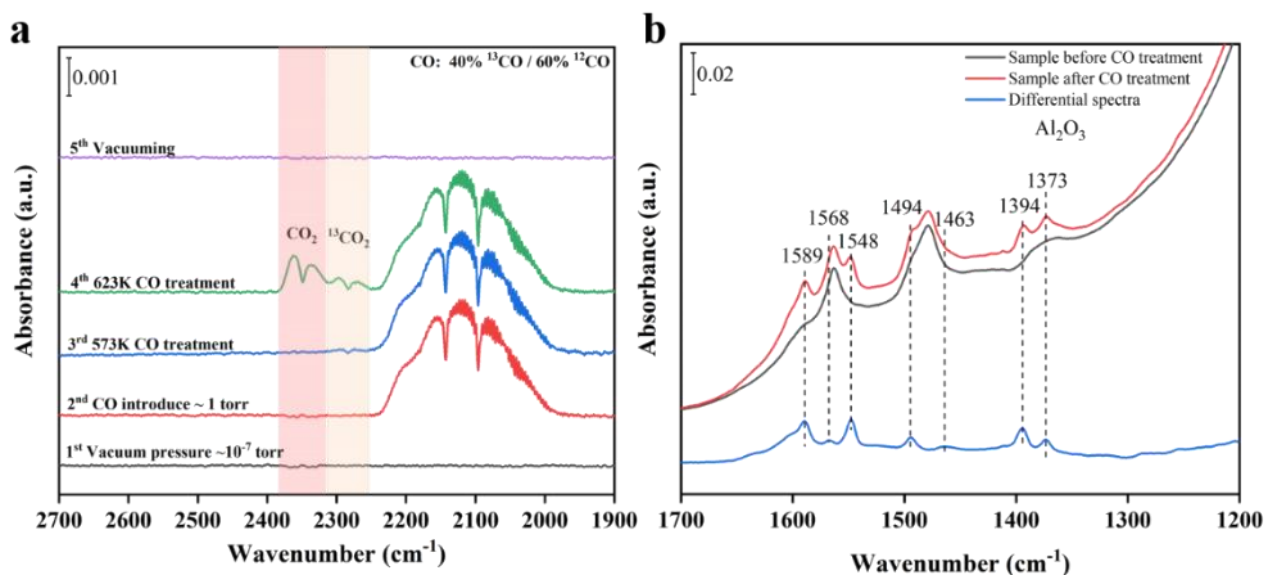 a
CO: 40% ¹³CO / 60% ¹²CO
0.001
5ᵗʰ Vacuuming
CO₂
¹³CO₂
4ᵗʰ 623K CO treatment
3ʳᵈ 573K CO treatment
2ⁿᵈ CO introduce ~ 1 torr
1ˢᵗ Vacuum pressure ~10⁻⁷ torr
Absorbance (a.u.)
2700 2600 2500 2400 2300 2200 2100 2000 1900
Wavenumber (cm⁻¹)
b
0.02
Sample before CO treatment
Sample after CO treatment
Differential spectra
Al₂O₃
1589
1568
1548
1494
1463
1394
1373
Absorbance (a.u.)
1700 1600 1500 1400 1300 1200
Wavenumber (cm⁻¹)